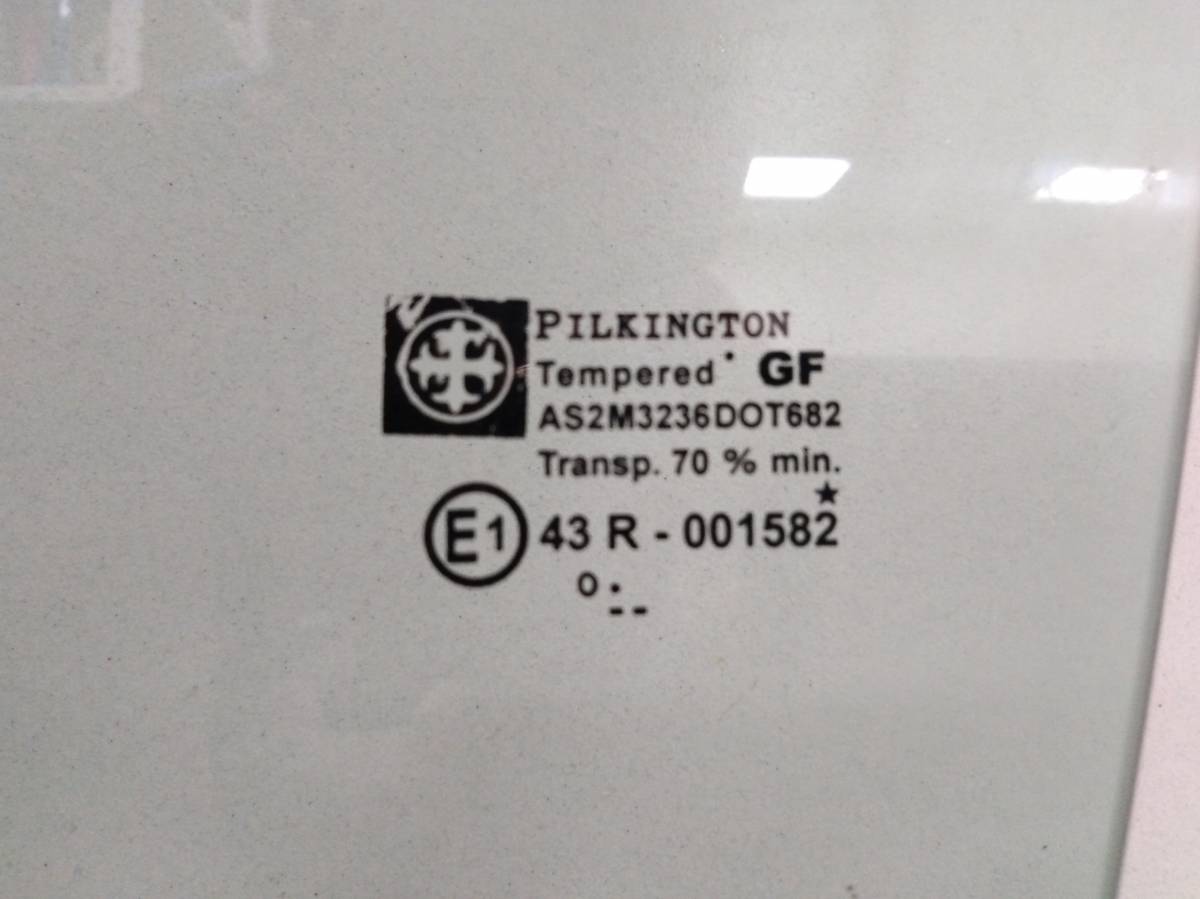 PILKINGTON
Tempered • GF
AS2M3236DOT682
Transp. 70 % min.
★
E1 43 R - 001582
o .
- -